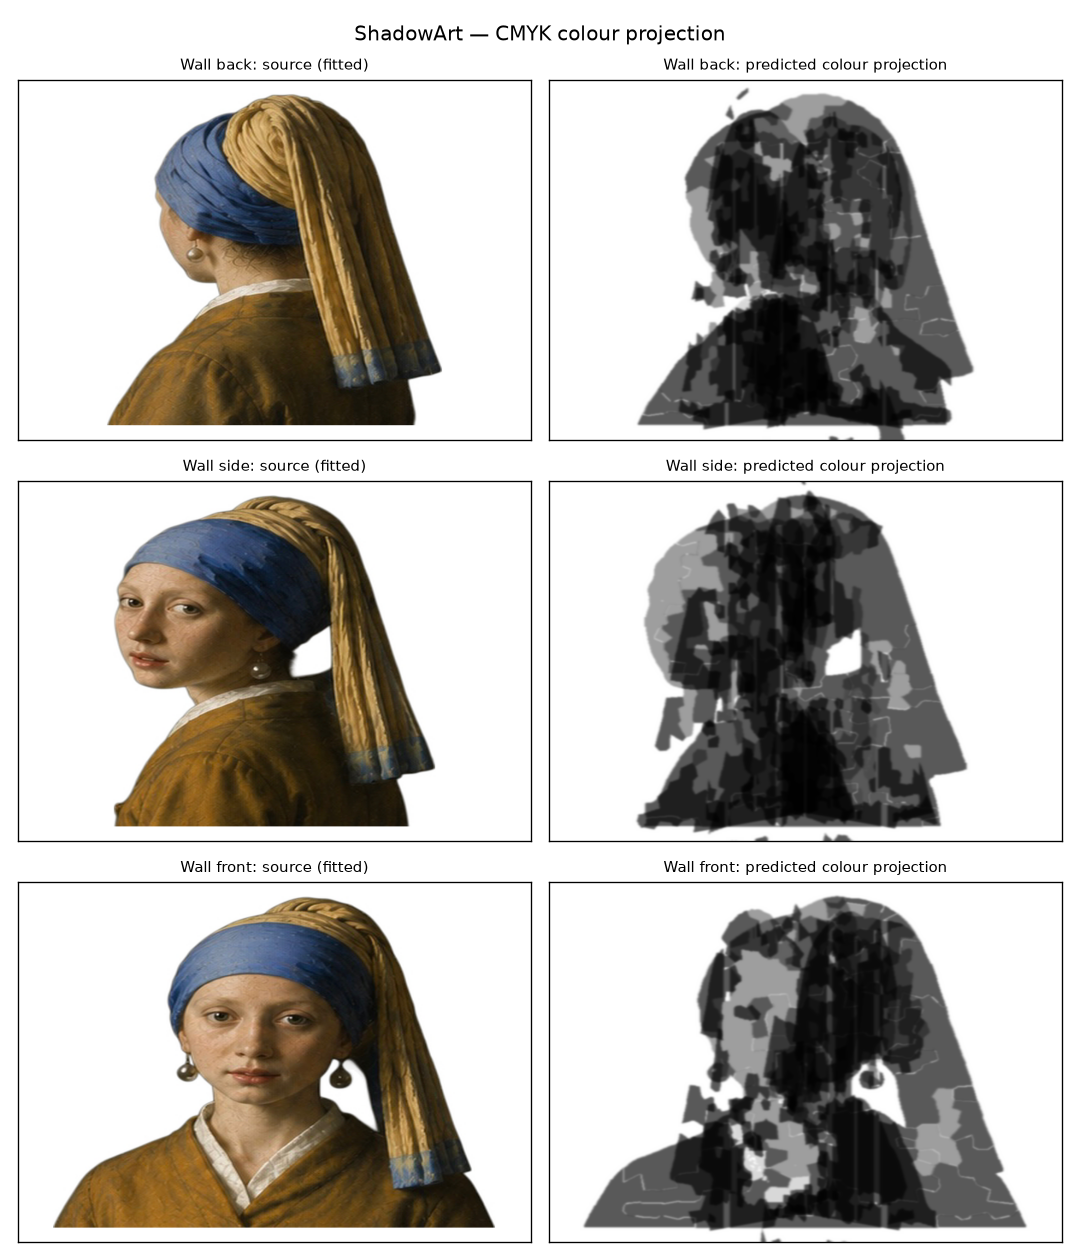 ShadowArt — CMYK colour projection
Wall back: source (fitted)
Wall back: predicted colour projection
Wall side: source (fitted)
Wall side: predicted colour projection
Wall front: source (fitted)
Wall front: predicted colour projection